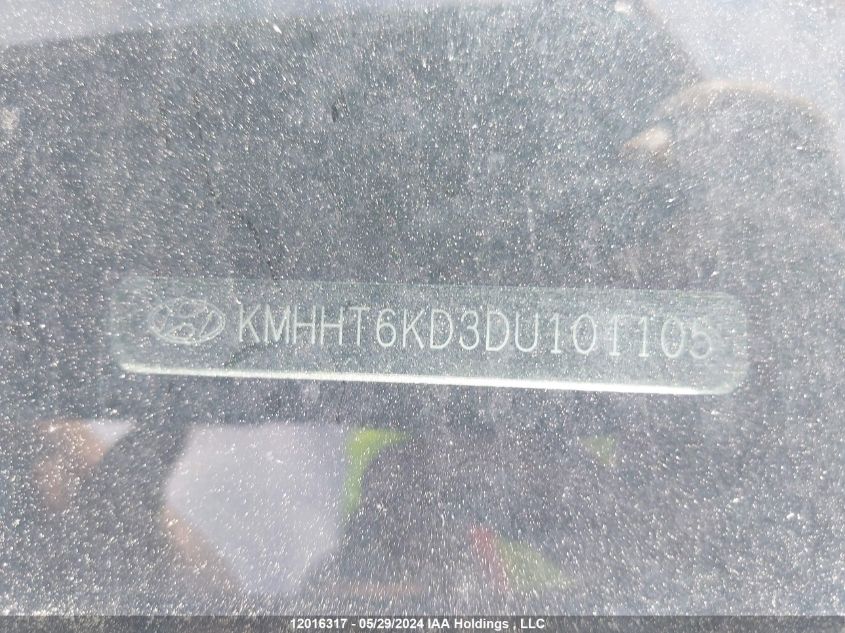 KMHHT6KD3DU101105
12016317 - 05/29/2024 IAA Holdings , LLC